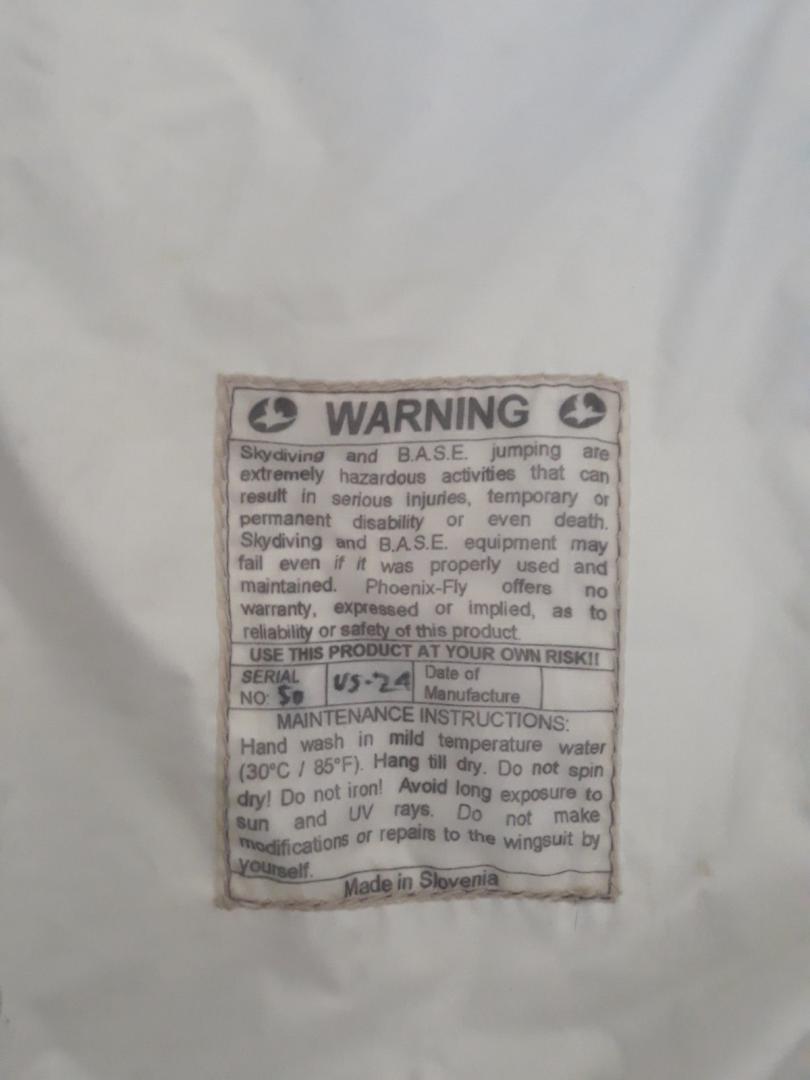 WARNING
Skydiving and B.A.S.E. jumping are
extremely hazardous activities that can
result in serious injuries, temporary or
permanent disability or even death.
Skydiving and B.A.S.E. equipment may
fail even if it was properly used and
maintained. Phoenix-Fly offers no
warranty, expressed or implied, as to
reliability or safety of this product.
USE THIS PRODUCT AT YOUR OWN RISK!!
SERIAL
NO:
Date of
Manufacture
MAINTENANCE INSTRUCTIONS:
Hand wash in mild temperature water
(30°C / 85°F). Hang till dry. Do not spin
dry! Do not iron! Avoid long exposure to
sun and UV rays. Do not make
modifications or repairs to the wingsuit by
yourself.
Made in Slovenia